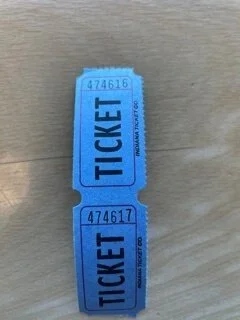 474616
TICKET
INDIANA TICKET CO.
474617
TICKET
INDIANA TICKET CO